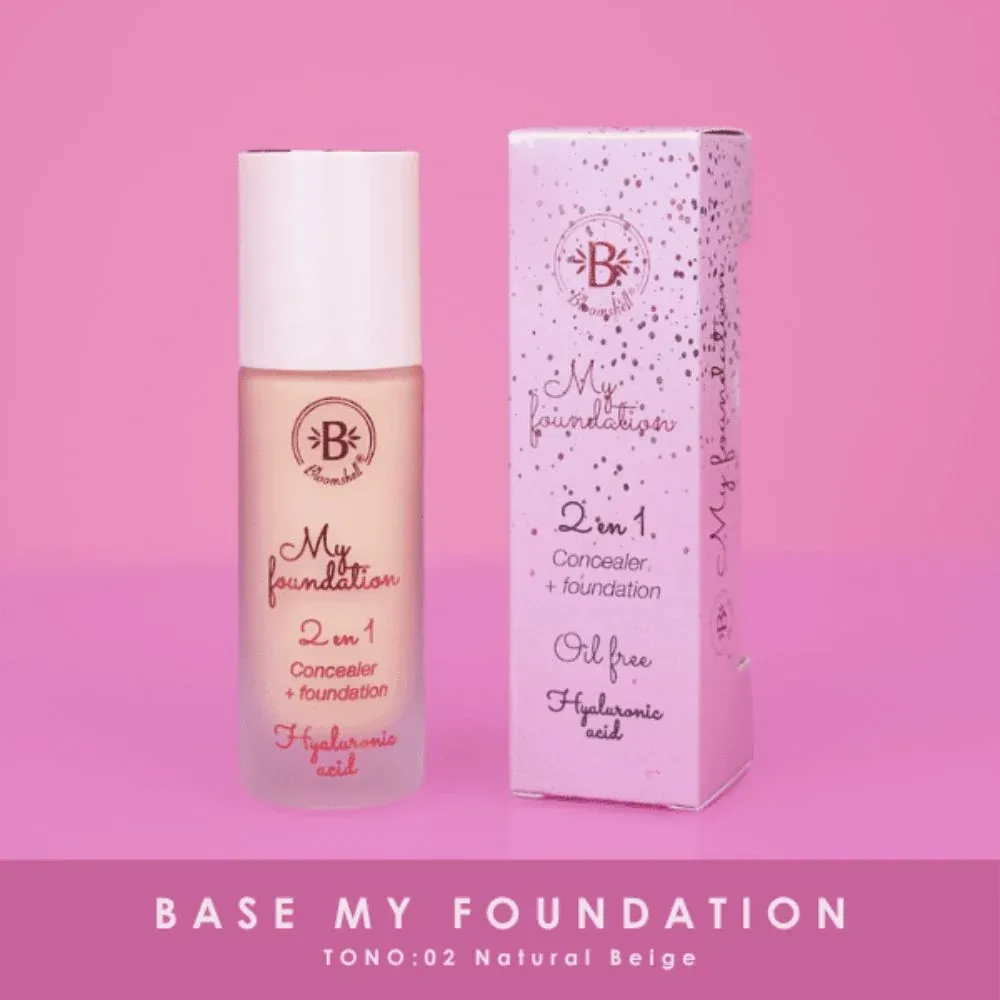 B
Bloomshell®
My
foundation
2 en 1
Concealer
+ foundation
Hyaluronic
acid
B
Bloomshell®
My
foundation
2 en 1
Concealer
+ foundation
Oil free
Hyaluronic
acid
My foundation
B
BASE MY FOUNDATION
TONO:02 Natural Beige